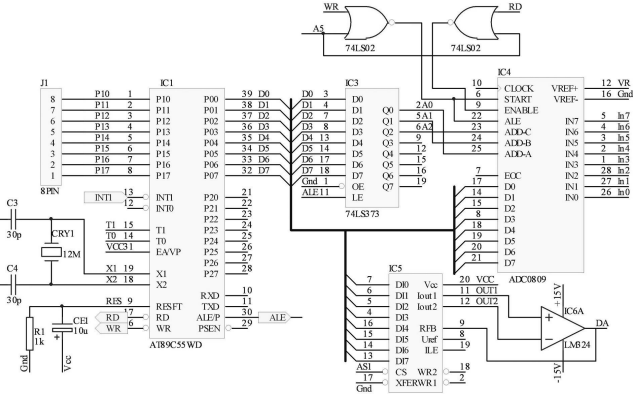 WR RD
A5
74LS02 74LS02
J1 IC1 IC3 IC4
8 P10 1 P10 P00 39 D0
7 P11 2 P11 P01 38 D1
6 P12 3 P12 P02 37 D2
5 P13 4 P13 P03 36 D3
4 P14 5 P14 P04 35 D4
3 P15 6 P15 P05 34 D5
2 P16 7 P16 P06 33 D6
1 P17 8 P17 P07 32 D7
8PIN
INT1 13 INT1 P20 21
12 INT0 P21 22
P22 23
T1 15 T1 P23 24
T0 14 T0 P24 25
VCC31 EA/VP P25 26
P26 27
X1 19 X1 P27 28
X2 18 X2
RXD 10
RES 9 RESFT TXD 11
RD 17 RD ALE/P 30 ALE
WR 16 WR PSEN 29
AT89C55WD
C3
30p
CRY1
12M
C4
30p
R1
1k
CE1
10u
Gnd Vcc
D0 3 D0
D1 4 D1 Q0 2 A0
D2 7 D2 Q1 5 A1
D3 8 D3 Q2 6 A2
D4 13 D4 Q3 9
D5 14 D5 Q4 12
D6 17 D6 Q5 15
D7 18 D7 Q6 16
Gnd 1 OE Q7 19
ALE11 LE
74LS373
10 CLOCK VREF+ 12 VR
6 START VREF- 16 Gnd
9 ENABLE
22 ALE IN7 5 In7
23 ADD-C IN6 4 In6
24 ADD-B IN5 3 In5
25 ADD-A IN4 2 In4
IN3 1 In3
7 EOC IN2 28 In2
17 D0 IN1 27 In1
14 D1 IN0 26 In0
15 D2
8 D3
18 D4
19 D5
20 D6
21 D7
ADC0809
IC5
7 DI0 Vcc 20 VCC
6 DI1 Iout1 11 OUT1
5 DI2 Iout2 12 OUT2
4 DI3
16 DI4 RFB 9
15 DI5 Uref 8
14 DI6 ILE 19
13 DI7
AS1 CS WR2 18
17 XFERWR1 2
Gnd
+15V
IC6A
DA
LM324
-15V